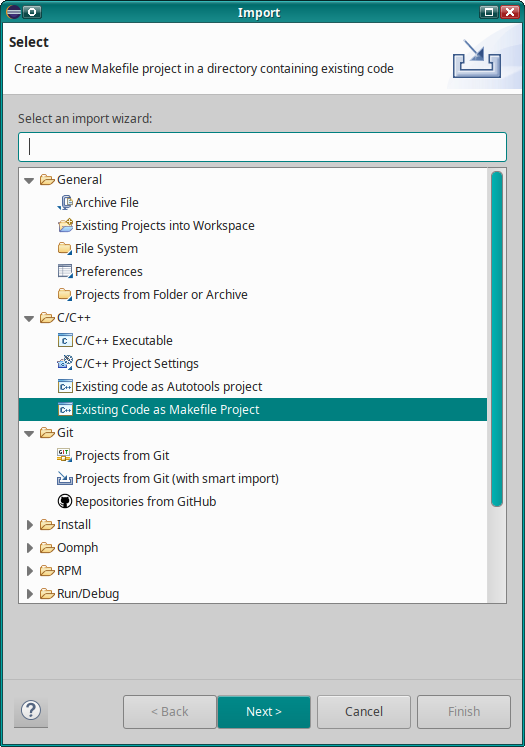 Import
Select
Create a new Makefile project in a directory containing existing code
Select an import wizard:
General
Archive File
Existing Projects into Workspace
File System
Preferences
Projects from Folder or Archive
C/C++
C/C++ Executable
C/C++ Project Settings
Existing code as Autotools project
Existing Code as Makefile Project
Git
Projects from Git
Projects from Git (with smart import)
Repositories from GitHub
Install
Oomph
RPM
Run/Debug
?
< Back
Next >
Cancel
Finish